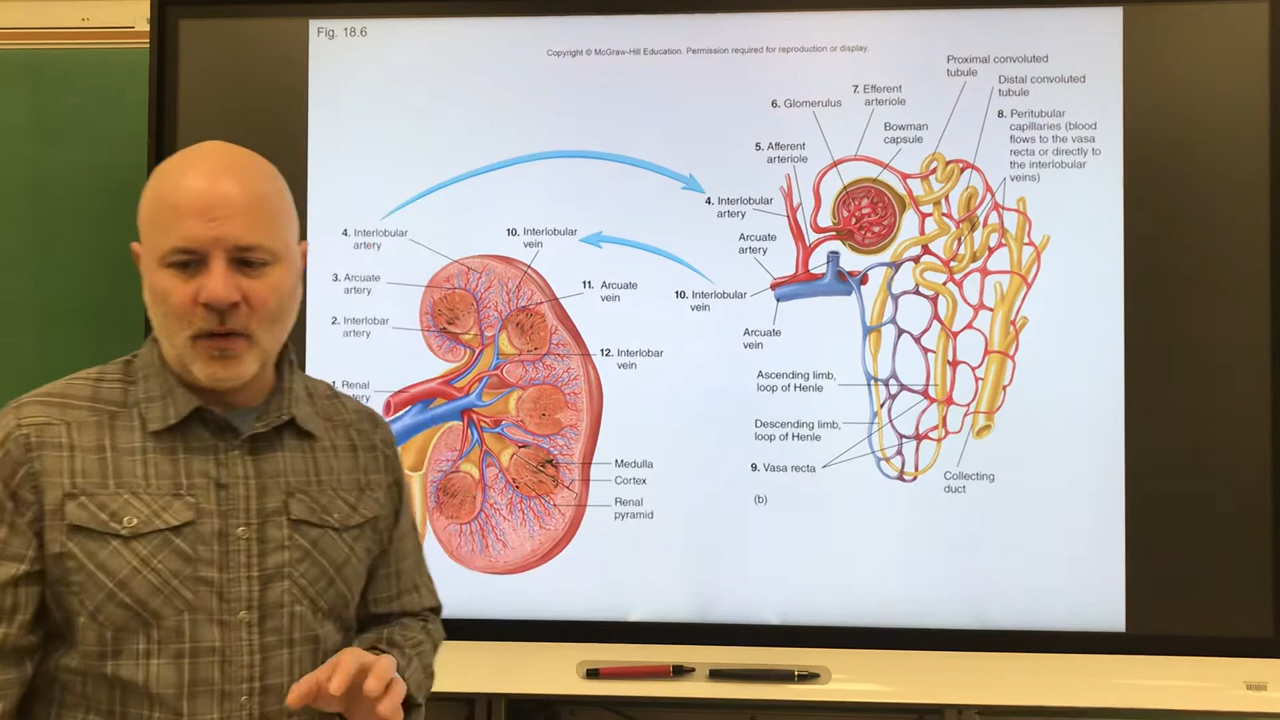 Fig. 18.6
Copyright © McGraw-Hill Education. Permission required for reproduction or display.
4. Interlobular
artery
10. Interlobular
vein
3. Arcuate
artery
11. Arcuate
vein
2. Interlobar
artery
12. Interlobar
vein
1. Renal
Medulla
Cortex
Renal
pyramid
Proximal convoluted
tubule
Distal convoluted
tubule
7. Efferent
arteriole
6. Glomerulus
8. Peritubular
capillaries (blood
flows to the vasa
recta or directly to
the interlobular
veins)
Bowman
capsule
5. Afferent
arteriole
4. Interlobular
artery
Arcuate
artery
10. Interlobular
vein
Arcuate
vein
Ascending limb,
loop of Henle
Descending limb,
loop of Henle
9. Vasa recta
Collecting
duct
(b)